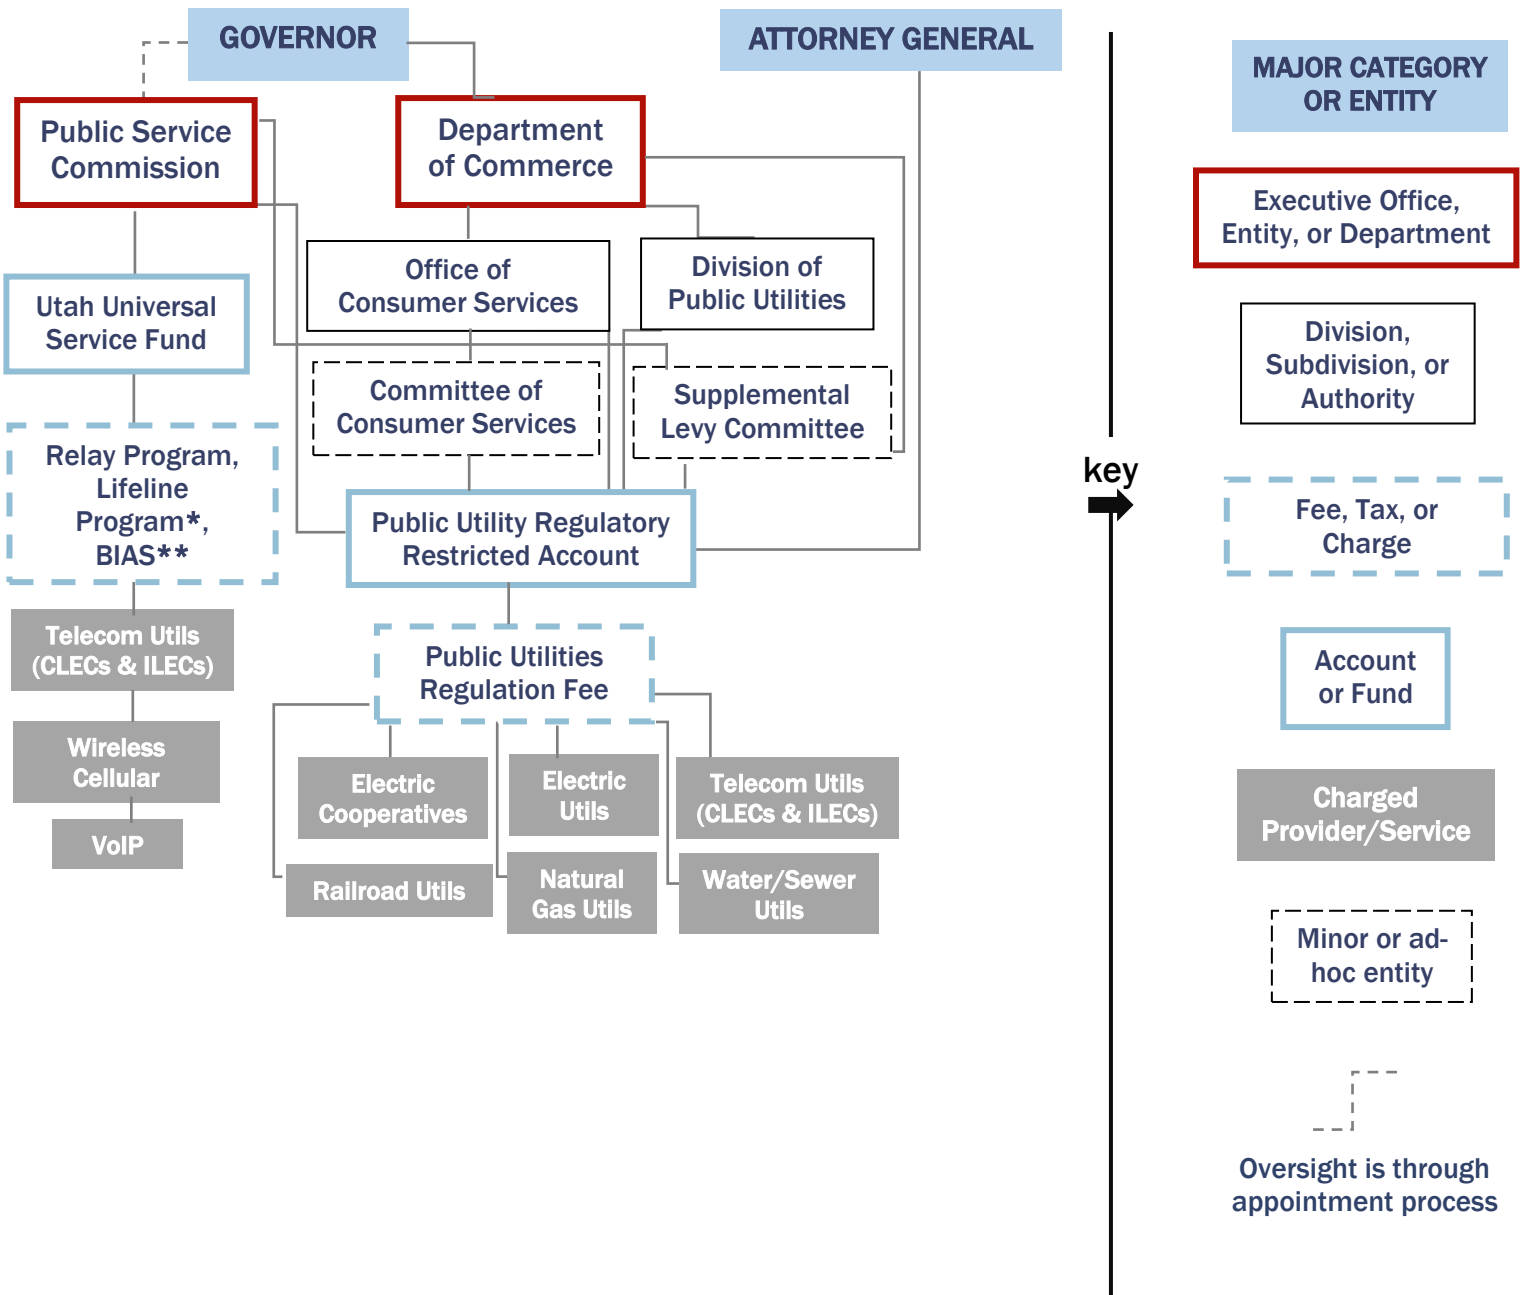 GOVERNOR
ATTORNEY GENERAL
Public Service
Commission
Department
of Commerce
Office of
Consumer Services
Division of
Public Utilities
Utah Universal
Service Fund
Committee of
Consumer Services
Supplemental
Levy Committee
Relay Program,
Lifeline
Program*,
BIAS**
Public Utility Regulatory
Restricted Account
Telecom Utils
(CLECs & ILECs)
Public Utilities
Regulation Fee
Wireless
Cellular
VoIP
Electric
Cooperatives
Electric
Utils
Telecom Utils
(CLECs & ILECs)
Railroad Utils
Natural
Gas Utils
Water/Sewer
Utils
key
MAJOR CATEGORY
OR ENTITY
Executive Office,
Entity, or Department
Division,
Subdivision, or
Authority
Fee, Tax, or
Charge
Account
or Fund
Charged
Provider/Service
Minor or ad-
hoc entity
Oversight is through
appointment process